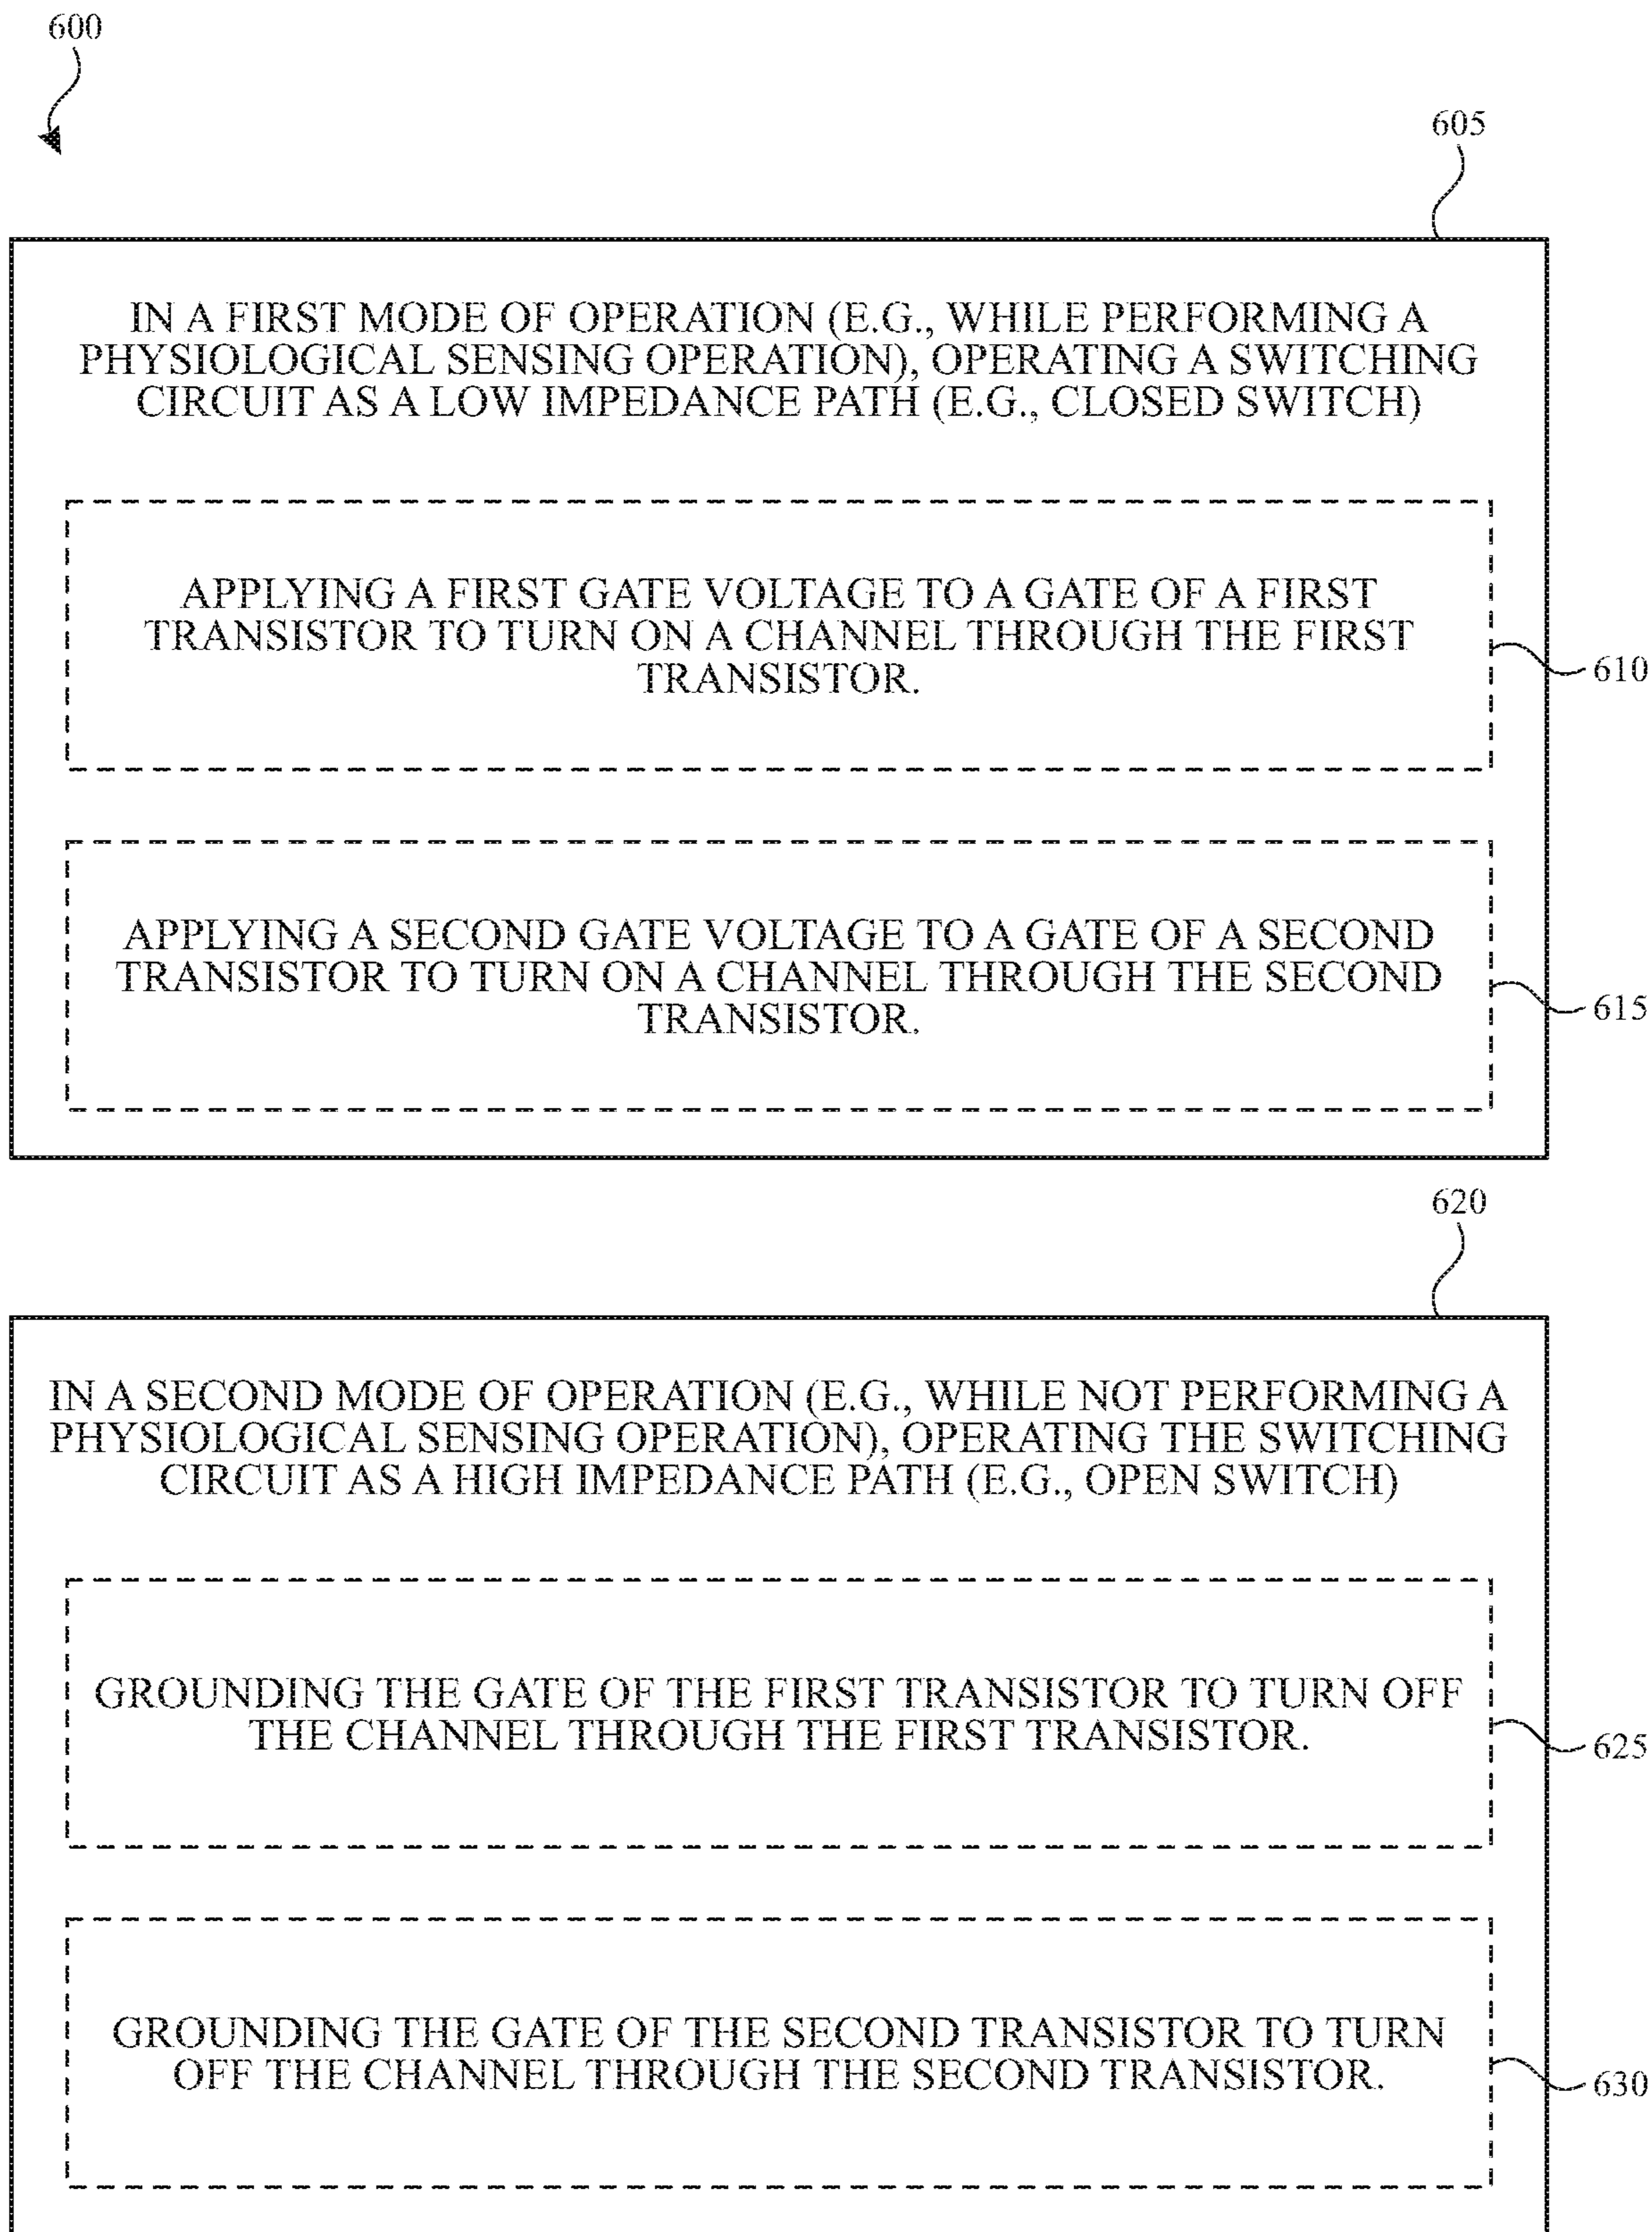 600
605
IN A FIRST MODE OF OPERATION (E.G., WHILE PERFORMING A
PHYSIOLOGICAL SENSING OPERATION), OPERATING A SWITCHING
CIRCUIT AS A LOW IMPEDANCE PATH (E.G., CLOSED SWITCH)
APPLYING A FIRST GATE VOLTAGE TO A GATE OF A FIRST
TRANSISTOR TO TURN ON A CHANNEL THROUGH THE FIRST
TRANSISTOR.
610
APPLYING A SECOND GATE VOLTAGE TO A GATE OF A SECOND
TRANSISTOR TO TURN ON A CHANNEL THROUGH THE SECOND
TRANSISTOR.
615
620
IN A SECOND MODE OF OPERATION (E.G., WHILE NOT PERFORMING A
PHYSIOLOGICAL SENSING OPERATION), OPERATING THE SWITCHING
CIRCUIT AS A HIGH IMPEDANCE PATH (E.G., OPEN SWITCH)
GROUNDING THE GATE OF THE FIRST TRANSISTOR TO TURN OFF
THE CHANNEL THROUGH THE FIRST TRANSISTOR.
625
GROUNDING THE GATE OF THE SECOND TRANSISTOR TO TURN
OFF THE CHANNEL THROUGH THE SECOND TRANSISTOR.
630